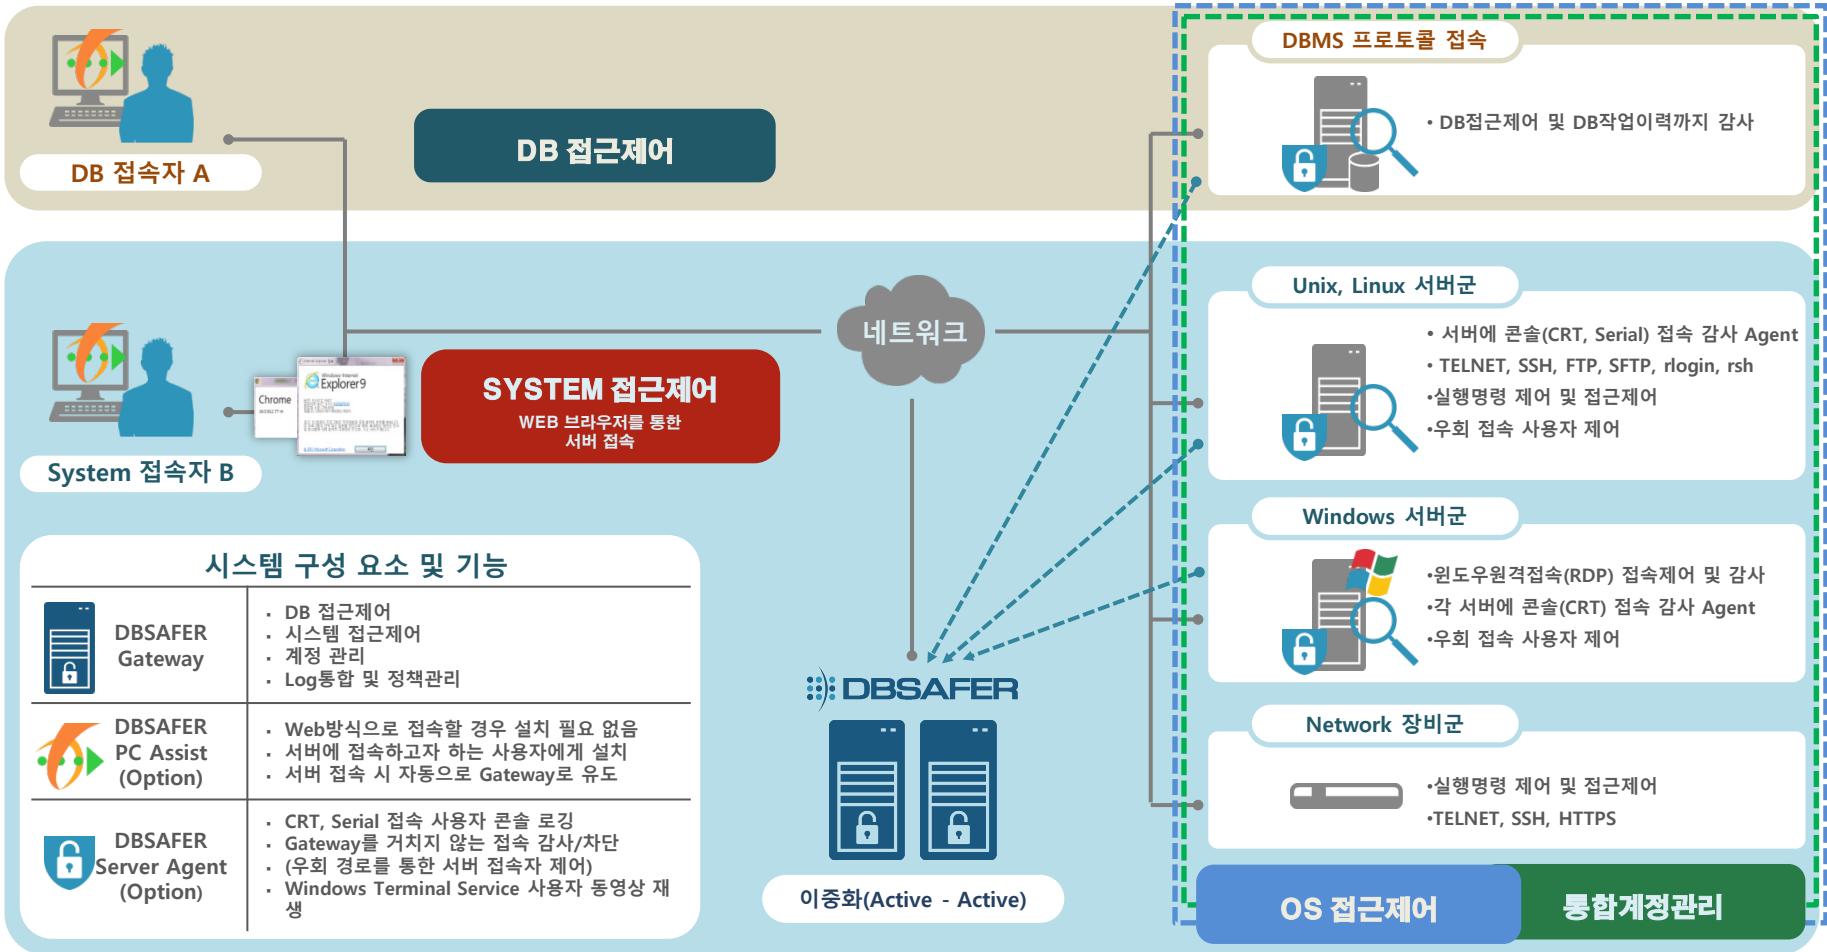 DB 접속자 A
DB 접근제어
DBMS 프로토콜 접속
• DB접근제어 및 DB작업이력까지 감사
System 접속자 B
Chrome
Windows Internet
Explorer9
SYSTEM 접근제어
WEB 브라우저를 통한
서버 접속
네트워크
Unix, Linux 서버군
• 서버에 콘솔(CRT, Serial) 접속 감사 Agent
• TELNET, SSH, FTP, SFTP, rlogin, rsh
•실행명령 제어 및 접근제어
•우회 접속 사용자 제어
Windows 서버군
•윈도우원격접속(RDP) 접속제어 및 감사
•각 서버에 콘솔(CRT) 접속 감사 Agent
•우회 접속 사용자 제어
Network 장비군
•실행명령 제어 및 접근제어
•TELNET, SSH, HTTPS
OS 접근제어
통합계정관리
DBSAFER
이중화(Active - Active)
시스템 구성 요소 및 기능
DBSAFER
Gateway
▪ DB 접근제어
▪ 시스템 접근제어
▪ 계정 관리
▪ Log통합 및 정책관리
DBSAFER
PC Assist
(Option)
▪ Web방식으로 접속할 경우 설치 필요 없음
▪ 서버에 접속하고자 하는 사용자에게 설치
▪ 서버 접속 시 자동으로 Gateway로 유도
DBSAFER
Server Agent
(Option)
▪ CRT, Serial 접속 사용자 콘솔 로깅
▪ Gateway를 거치지 않는 접속 감사/차단
▪ (우회 경로를 통한 서버 접속자 제어)
▪ Windows Terminal Service 사용자 동영상 재
생